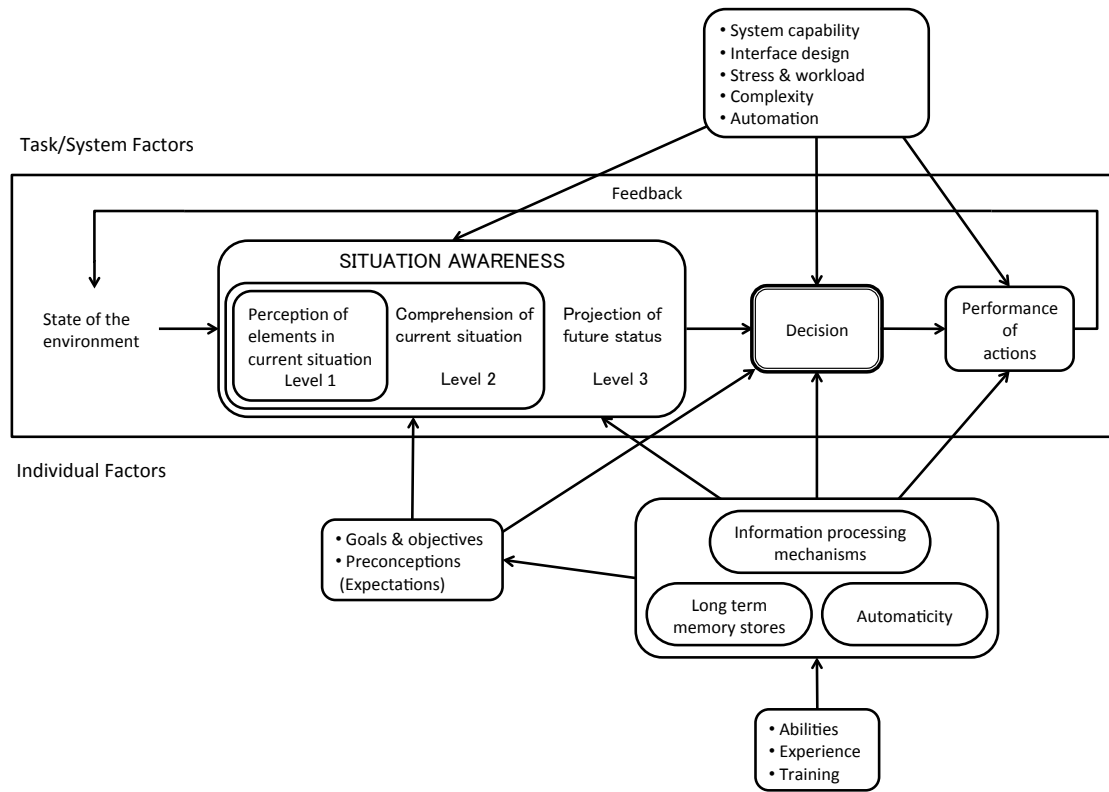 • System capability
• Interface design
• Stress & workload
• Complexity
• Automation
Task/System Factors
Feedback
SITUATION AWARENESS
Perception of
elements in
current situation
Level 1
Comprehension of
current situation
Level 2
Projection of
future status
Level 3
State of the
environment
Decision
Performance
of
actions
Individual Factors
• Goals & objectives
• Preconceptions
(Expectations)
Information processing
mechanisms
Long term
memory stores
Automaticity
• Abilities
• Experience
• Training